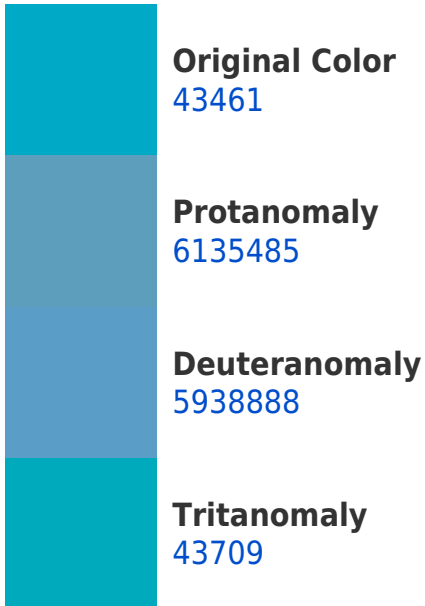 Original Color
43461
Protanomaly
6135485
Deuteranomaly
5938888
Tritanomaly
43709